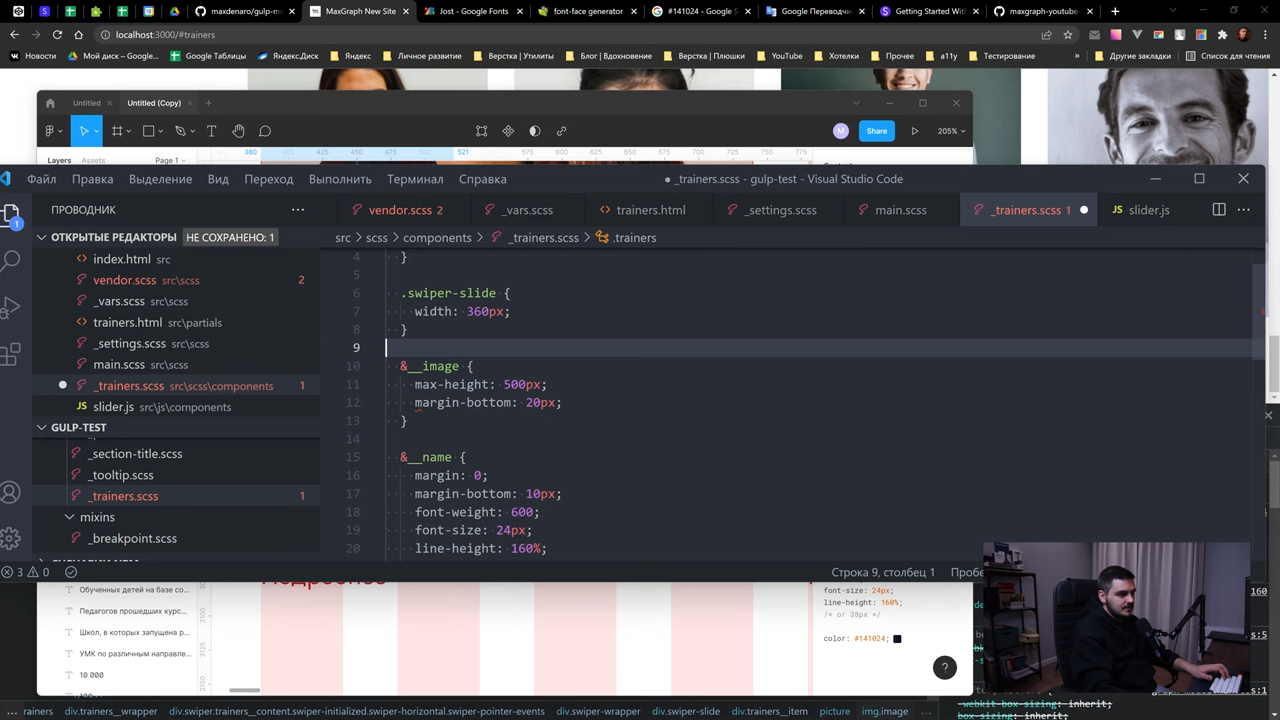 maxdenaro/gulp-m
MaxGraph New Site
Jost - Google Fonts
font-face generator
#141024 - Google S
Google Переводч
Getting Started With
maxgraph-youtube
localhost:3000/#trainers
Новости
Мой диск – Google...
Google Таблицы
Яндекс.Диск
Яндекс
Личное развитие
Верстка | Утилиты
Блог | Вдохновение
Верстка | Плюшки
YouTube
Хотелки
Прочее
a11y
Тестирование
»
Другие закладки
Список для чтения
Untitled
Untitled (Copy)
M
Share
205%
Layers
Assets
Page 1
380
425
450
475
500
521
575
600
625
650
675
700
725
750
775
Файл
Правка
Выделение
Вид
Переход
Выполнить
Терминал
Справка
● _trainers.scss - gulp-test - Visual Studio Code
ПРОВОДНИК
vendor.scss 2
_vars.scss
trainers.html
_settings.scss
main.scss
_trainers.scss 1
JS slider.js
1
ОТКРЫТЫЕ РЕДАКТОРЫ
НЕ СОХРАНЕНО: 1
src > scss > components > _trainers.scss > .trainers
index.html src
vendor.scss src\scss 2
_vars.scss src\scss
trainers.html src\partials
_settings.scss src\scss
main.scss src\scss
_trainers.scss src\scss\components 1
JS slider.js src\js\components
GULP-TEST
_section-title.scss
_tooltip.scss
_trainers.scss 1
mixins
_breakpoint.scss
4 }
5
6 .swiper-slide {
7 width: 360px;
8 }
9
10 &__image {
11 max-height: 500px;
12 margin-bottom: 20px;
13 }
14
15 &__name {
16 margin: 0;
17 margin-bottom: 10px;
18 font-weight: 600;
19 font-size: 24px;
20 line-height: 160%;
3
0
Строка 9, столбец 1
Пробе
Обученных детей на базе со...
Педагогов прошедших курс...
Школ, в которых запущена р...
УМК по различным направле...
10 000
3100
3125
3150
font-size: 24px;
line-height: 160%;
/* or 38px */
color: #141024;
?
160
...
rainers
div.trainers__wrapper
div.swiper.trainers__content.swiper-initialized.swiper-horizontal.swiper-pointer-events
div.swiper-wrapper
div.swiper-slide
div.trainers__item
picture
img.image
...
-webkit-box-sizing: inherit;
box-sizing: inherit;